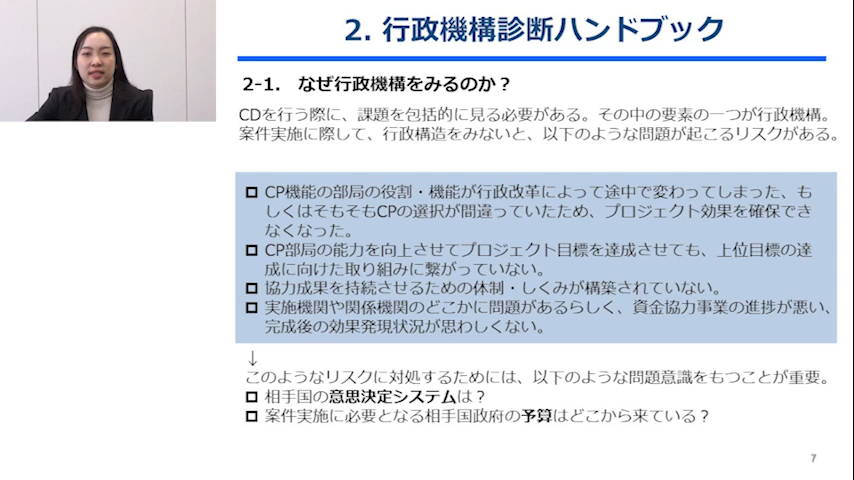 2. 行政機構診断ハンドブック
2-1. なぜ行政機構をみるのか？
CDを行う際に、課題を包括的に見る必要がある。その中の要素の一つが行政機構。
案件実施に際して、行政構造をみないと、以下のような問題が起こるリスクがある。
CP機能の部局の役割・機能が行政改革によって途中で変わってしまった、も
しくはそもそもCPの選択が間違っていたため、プロジェクト効果を確保でき
なくなった。
CP部局の能力を向上させてプロジェクト目標を達成させても、上位目標の達
成に向けた取り組みに繋がっていない。
協力成果を持続させるための体制・しくみが構築されていない。
実施機関や関係機関のどこかに問題があるらしく、資金協力事業の進捗が悪い、
完成後の効果発現状況が思わしくない。
↓
このようなリスクに対処するためには、以下のような問題意識をもつことが重要。
相手国の意思決定システムは？
案件実施に必要となる相手国政府の予算はどこから来ている？
7